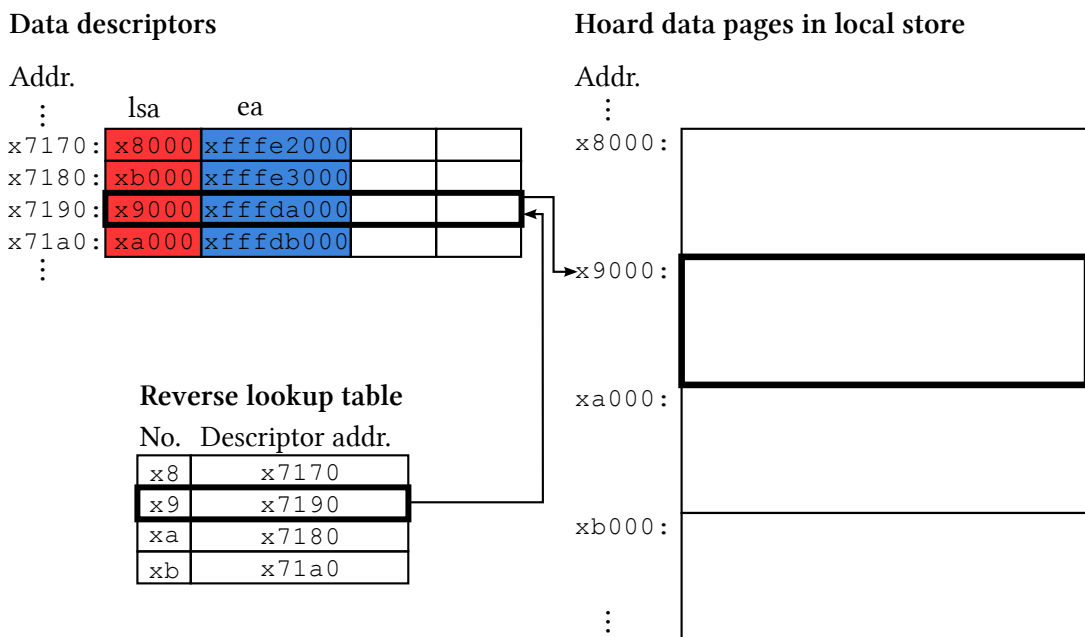 Data descriptors
Addr.
⋮
lsa ea
x7170: x8000 xfffe2000
x7180: xb000 xfffe3000
x7190: x9000 xfffda000
x71a0: xa000 xfffdb000
⋮
Reverse lookup table
No. Descriptor addr.
x8 x7170
x9 x7190
xa x7180
xb x71a0
Hoard data pages in local store
Addr.
⋮
x8000:
x9000:
xa000:
xb000:
⋮